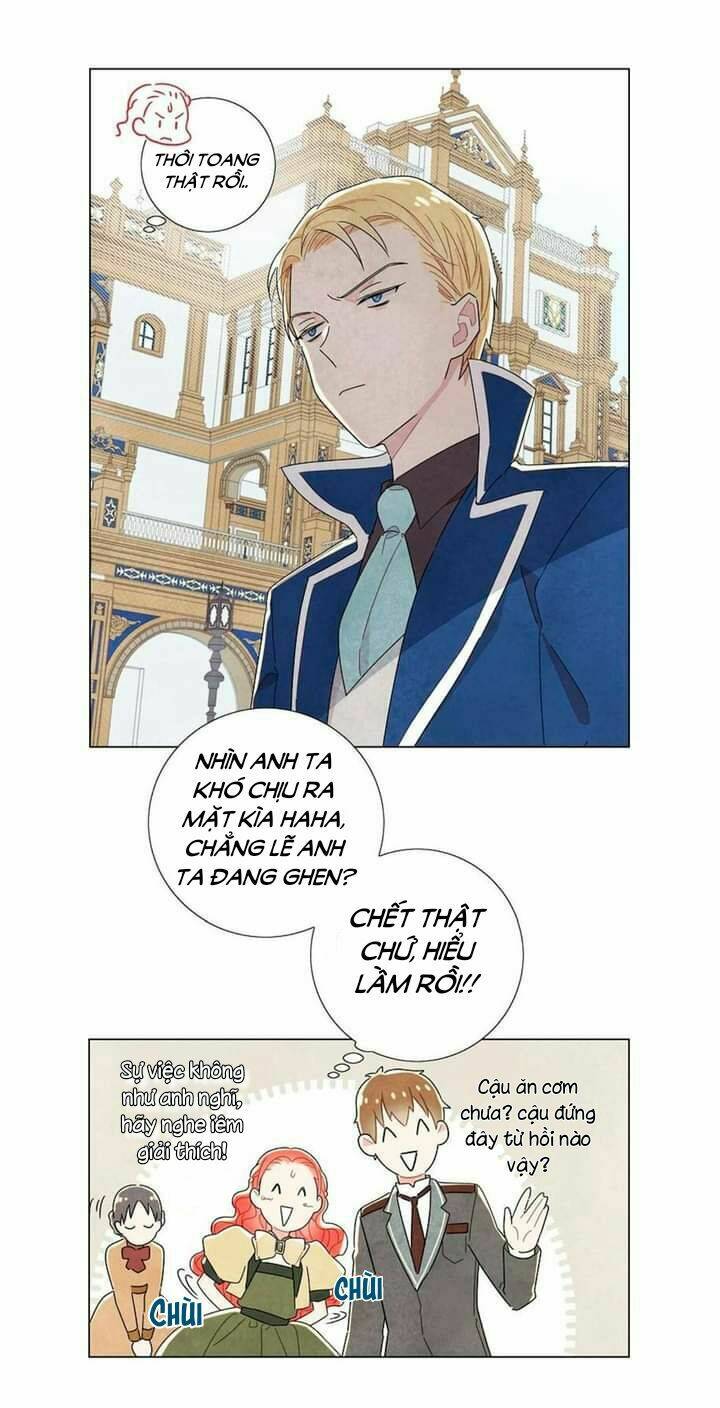 THÔI TOANG
THẬT RỒI..
NHÌN ANH TA
KHÓ CHỊU RA
MẶT KÌA HAHA,
CHẲNG LẼ ANH
TA ĐANG GHEN?
CHẾT THẬT
CHỨ, HIỂU
LẦM RỒI!!
Sự việc không
như anh nghĩ,
hãy nghe iêm
giải thích!
Cậu ăn cơm
chưa? cậu đứng
đây từ hồi nào
vậy?
CHÙI
CHÙI